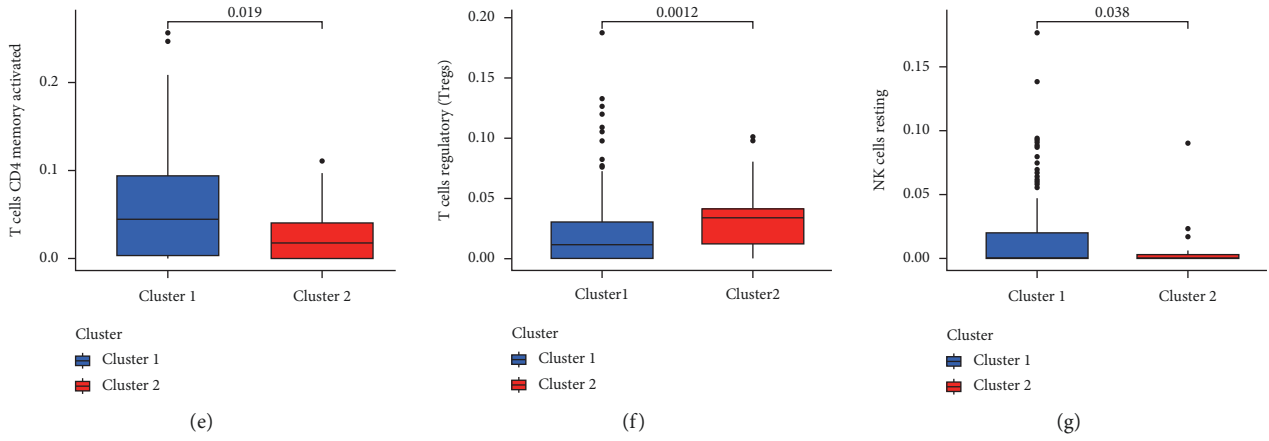 0.019
T cells CD4 memory activated
0.2
0.1
0.0
Cluster 1
Cluster 2
Cluster
Cluster 1
Cluster 2
(e)
0.0012
T cells regulatory (Tregs)
0.20
0.15
0.10
0.05
0.00
Cluster1
Cluster2
Cluster
Cluster 1
Cluster 2
(f)
0.038
NK cells resting
0.15
0.10
0.05
0.00
Cluster 1
Cluster 2
Cluster
Cluster 1
Cluster 2
(g)